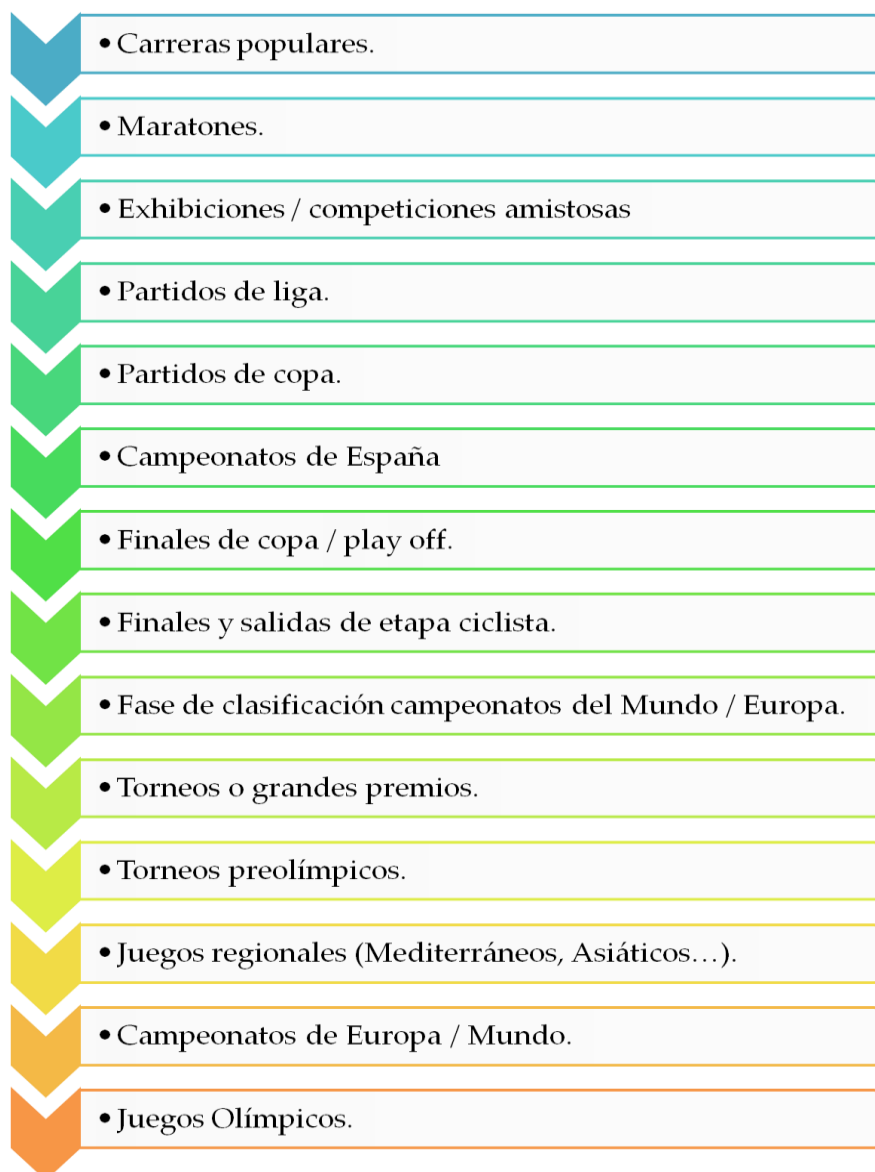 • Carreras populares.
• Maratones.
• Exhibiciones / competiciones amistosas
• Partidos de liga.
• Partidos de copa.
• Campeonatos de España
• Finales de copa / play off.
• Finales y salidas de etapa ciclista.
• Fase de clasificación campeonatos del Mundo / Europa.
• Torneos o grandes premios.
• Torneos preolímpicos.
• Juegos regionales (Mediterráneos, Asiáticos…).
• Campeonatos de Europa / Mundo.
• Juegos Olímpicos.